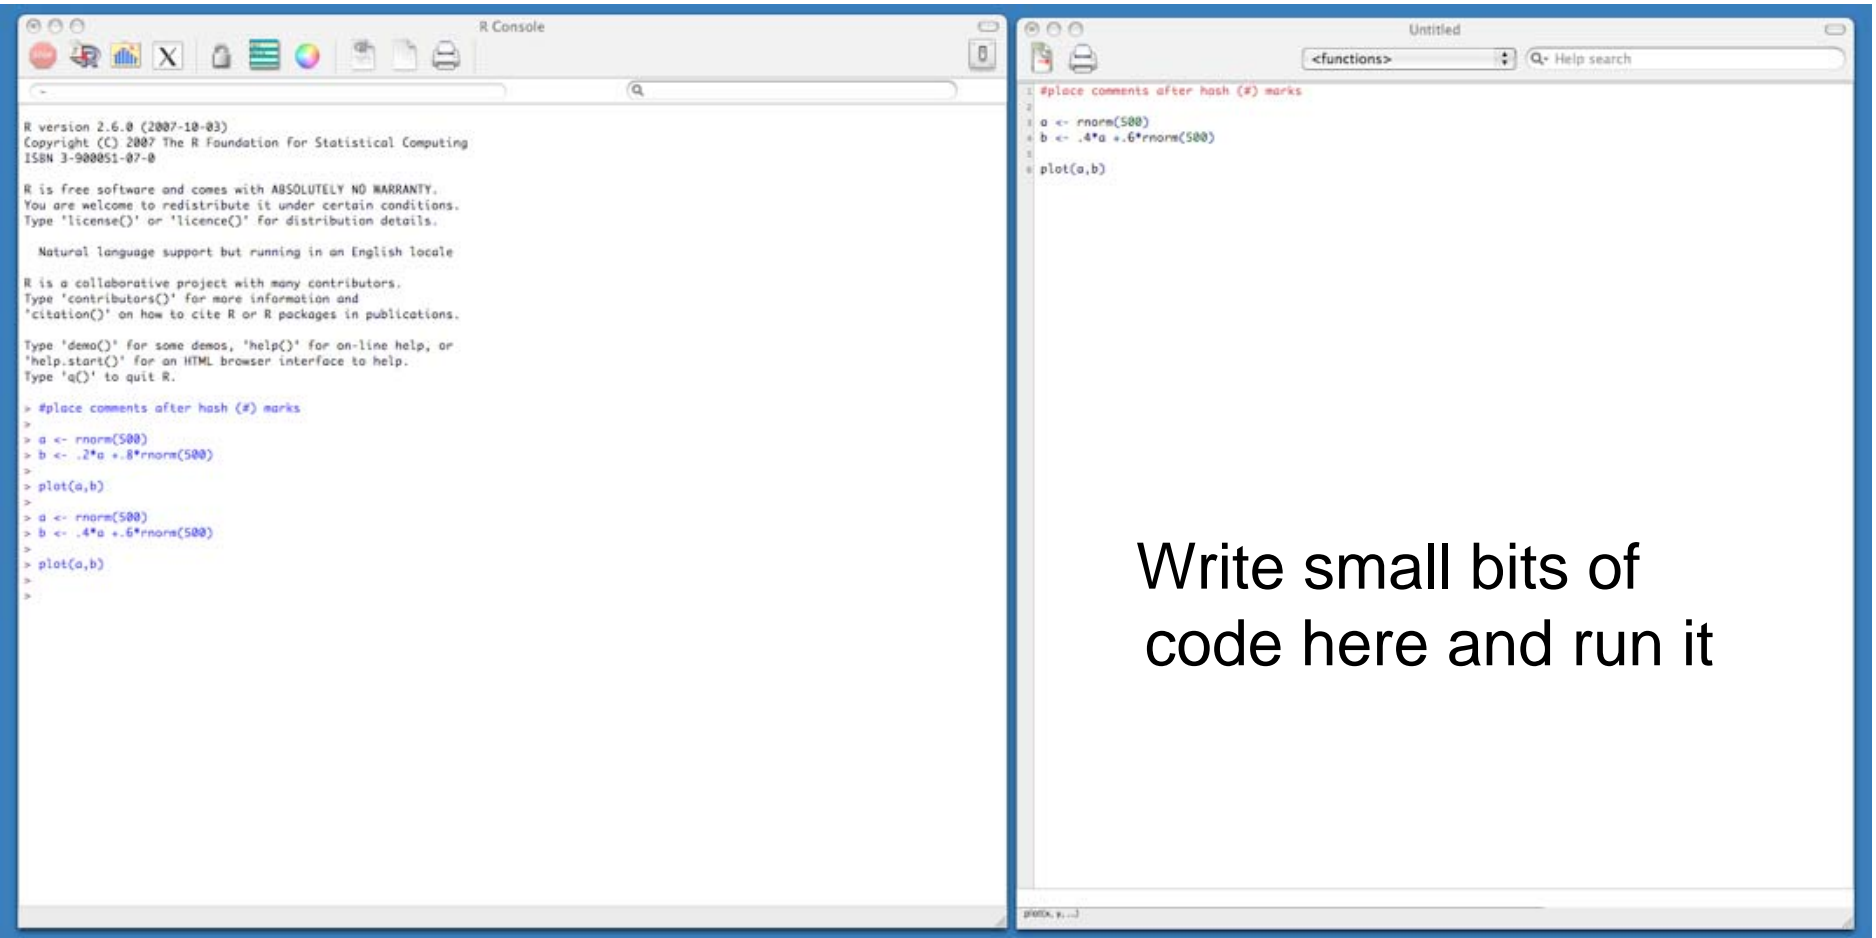 R Console
R version 2.6.0 (2007-10-03)
Copyright (C) 2007 The R Foundation for Statistical Computing
ISBN 3-900051-07-0
R is free software and comes with ABSOLUTELY NO WARRANTY.
You are welcome to redistribute it under certain conditions.
Type 'license()' or 'licence()' for distribution details.
Natural language support but running in an English locale
R is a collaborative project with many contributors.
Type 'contributors()' for more information and
'citation()' on how to cite R or R packages in publications.
Type 'demo()' for some demos, 'help()' for on-line help, or
'help.start()' for an HTML browser interface to help.
Type 'q()' to quit R.
> #place comments after hash (#) marks
>
> a <- rnorm(500)
> b <- .2*a +.8*rnorm(500)
>
> plot(a,b)
>
> a <- rnorm(500)
> b <- .4*a +.6*rnorm(500)
>
> plot(a,b)
>
>
Untitled
<functions>
Help search
1 #place comments after hash (#) marks
2
3 a <- rnorm(500)
4 b <- .4*a +.6*rnorm(500)
5
6 plot(a,b)
Write small bits of
code here and run it
plot(x, y, ...)